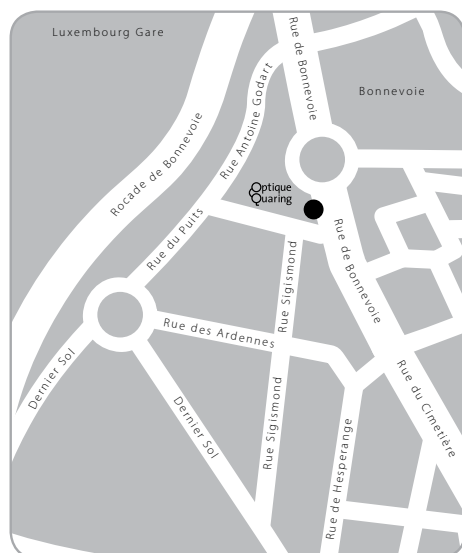 Luxembourg Gare
Rue de Bonnevoie
Bonnevoie
Rue Antoine Godart
Rocade de Bonnevoie
Optique
Quaring
Rue du Puits
Rue de Bonnevoie
Rue Sigismond
Rue des Ardennes
Dernier Sol
Dernier Sol
Rue Sigismond
Rue du Cimetière
Rue de Hesperange